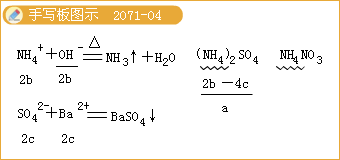 手写板图示 2071-04
NH₄⁺+OH⁻ ══△══ NH₃↑+H₂O (NH₄)₂SO₄ NH₄NO₃
2b 2b 2b-4c
a
SO₄²⁻+Ba²⁺══BaSO₄↓
2c 2c